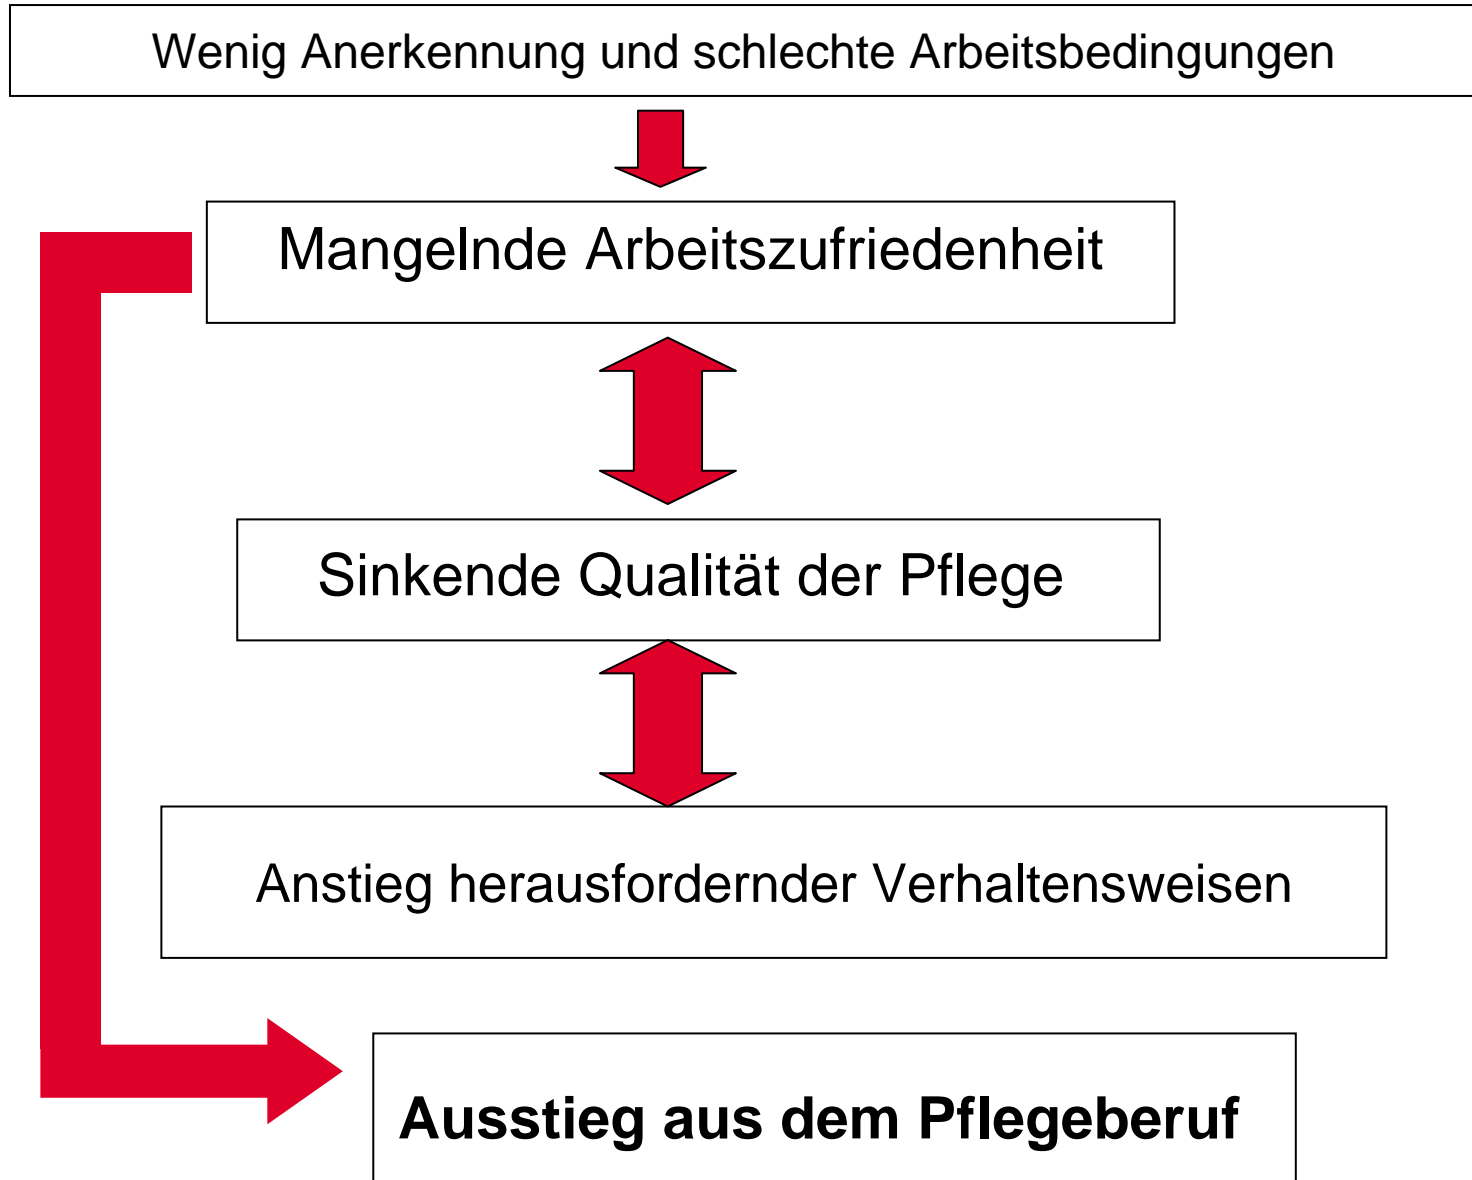 Wenig Anerkennung und schlechte Arbeitsbedingungen
Mangelnde Arbeitszufriedenheit
Sinkende Qualität der Pflege
Anstieg herausfordernder Verhaltensweisen
Ausstieg aus dem Pflegeberuf